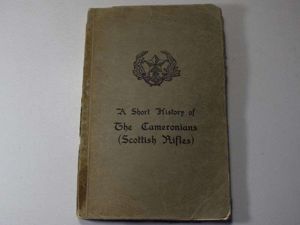 A Short History of
The Cameronians
(Scottish Rifles)